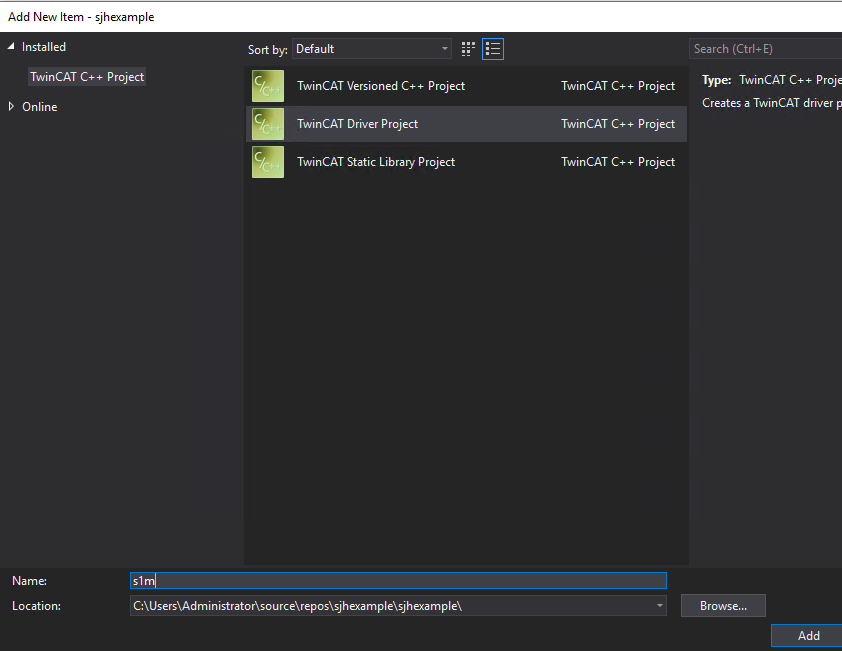 Add New Item - sjhexample
Installed
TwinCAT C++ Project
Online
Sort by: Default
Search (Ctrl+E)
TwinCAT Versioned C++ Project TwinCAT C++ Project
TwinCAT Driver Project TwinCAT C++ Project
TwinCAT Static Library Project TwinCAT C++ Project
Type: TwinCAT C++ Proje
Creates a TwinCAT driver p
Name: s1m
Location: C:\Users\Administrator\source\repos\sjhexample\sjhexample\
Browse...
Add